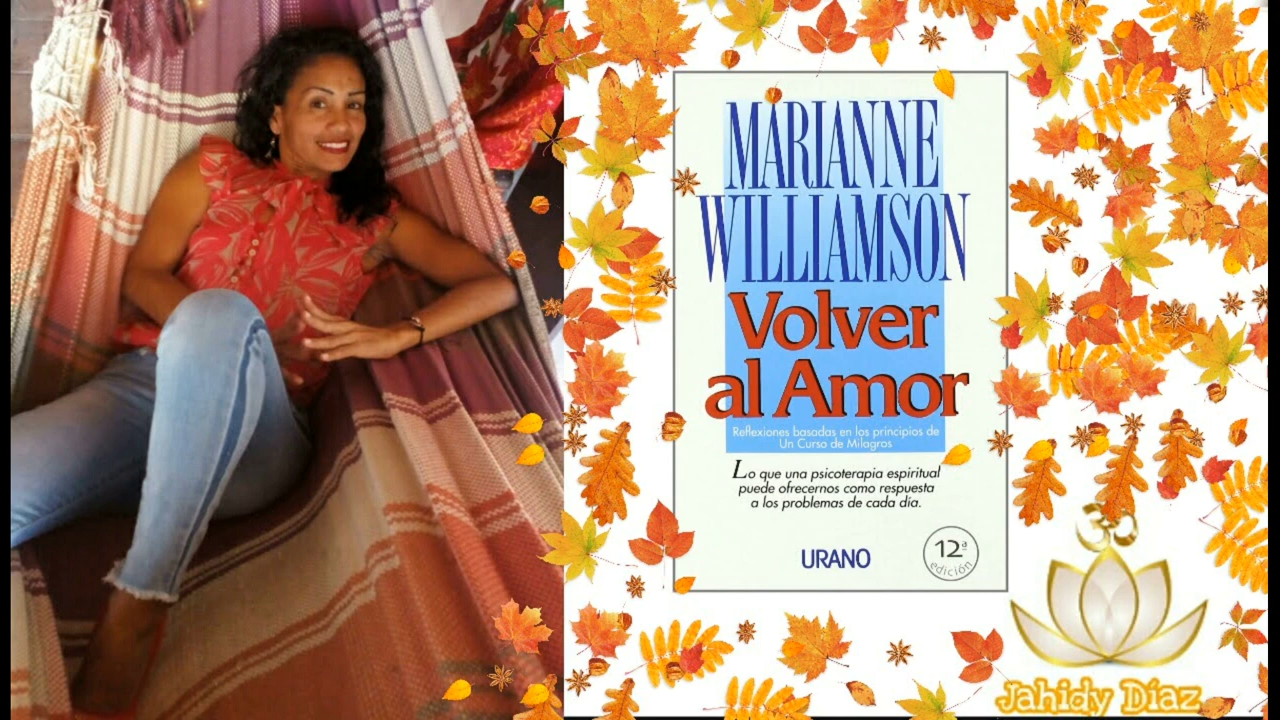 MARIANNE
WILLIAMSON
Volver
al Amor
Reflexiones basadas en los principios de
Un Curso de Milagros
Lo que una psicoterapia espiritual
puede ofrecernos como respuesta
a los problemas de cada día.
URANO
12ª
edición
ॐ
Jahidy Díaz